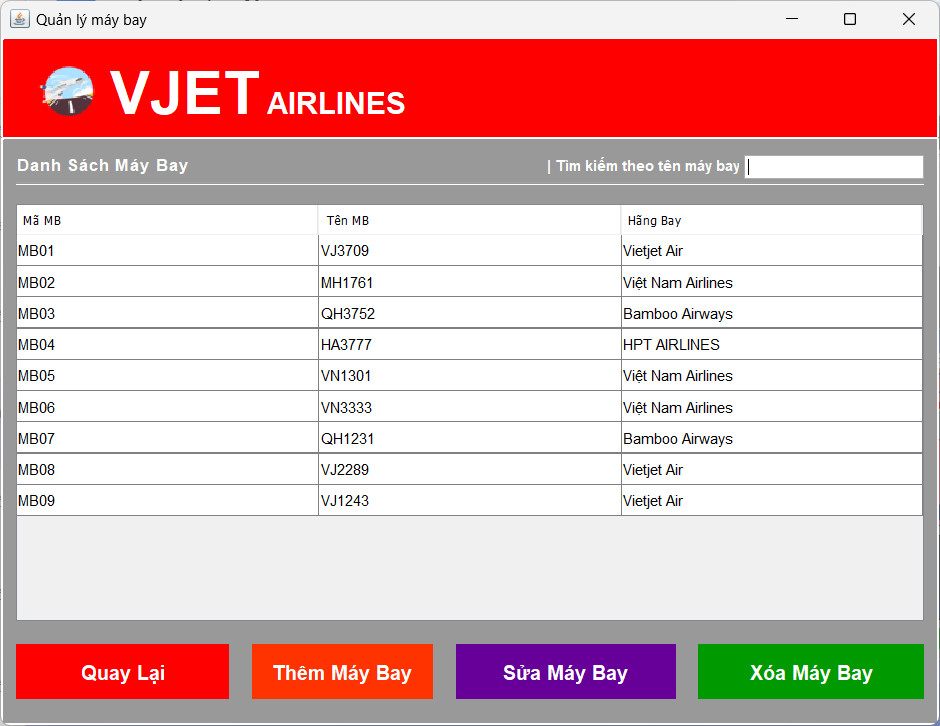 Quản lý máy bay
VJET AIRLINES
Danh Sách Máy Bay | Tìm kiếm theo tên máy bay
Mã MB Tên MB Hãng Bay
MB01 VJ3709 Vietjet Air
MB02 MH1761 Việt Nam Airlines
MB03 QH3752 Bamboo Airways
MB04 HA3777 HPT AIRLINES
MB05 VN1301 Việt Nam Airlines
MB06 VN3333 Việt Nam Airlines
MB07 QH1231 Bamboo Airways
MB08 VJ2289 Vietjet Air
MB09 VJ1243 Vietjet Air
Quay Lại Thêm Máy Bay Sửa Máy Bay Xóa Máy Bay